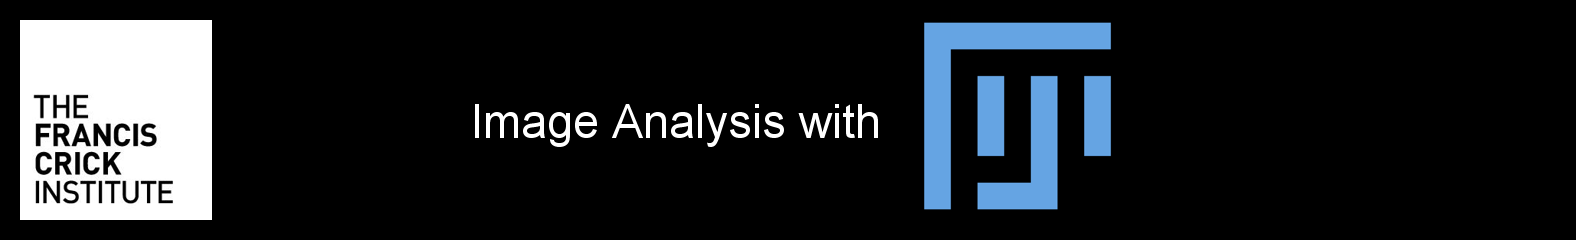 THE
FRANCIS
CRICK
INSTITUTE
Image Analysis with